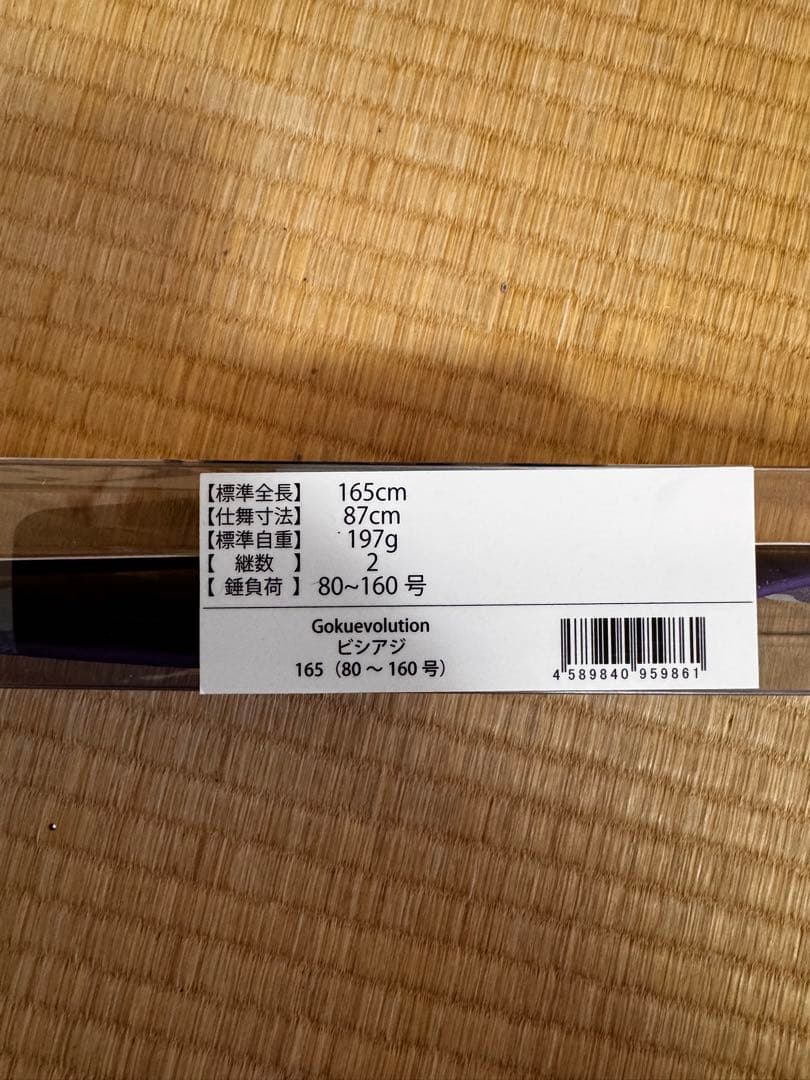 【標準全長】 165cm
【仕舞寸法】 87cm
【標準自重】 197g
【 継数 】 2
【 錘負荷 】 80~160 号
Gokuevolution
ビシアジ
165（80 〜 160 号）
4 589840 959861